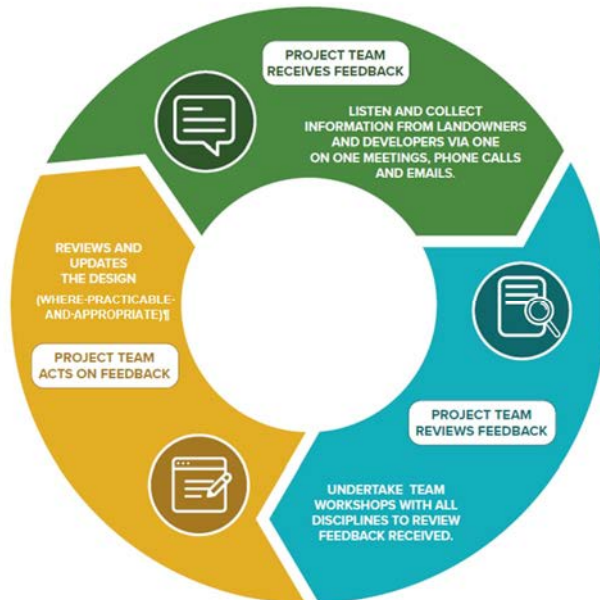 PROJECT TEAM
RECEIVES FEEDBACK
LISTEN AND COLLECT
INFORMATION FROM LANDOWNERS
AND DEVELOPERS VIA ONE
ON ONE MEETINGS, PHONE CALLS
AND EMAILS.
PROJECT TEAM
REVIEWS FEEDBACK
UNDERTAKE TEAM
WORKSHOPS WITH ALL
DISCIPLINES TO REVIEW
FEEDBACK RECEIVED.
REVIEWS AND
UPDATES
THE DESIGN
(WHERE·PRACTICABLE·
AND·APPROPRIATE)¶
PROJECT TEAM
ACTS ON FEEDBACK